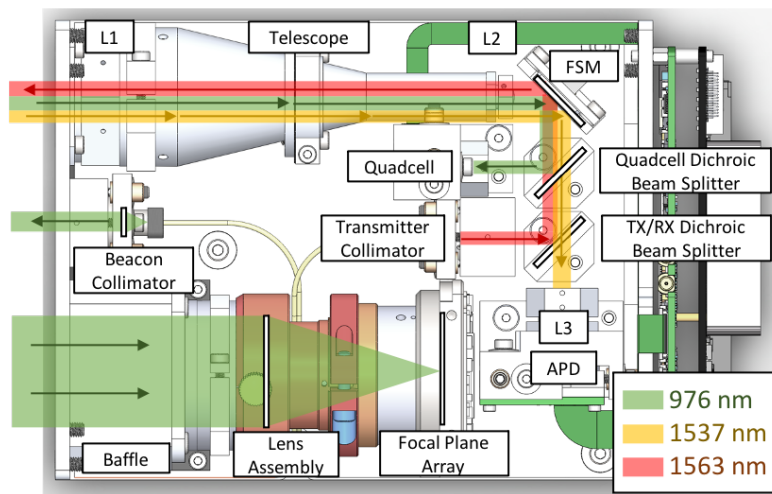 L1
Telescope
L2
FSM
Quadcell
Quadcell Dichroic
Beam Splitter
Transmitter
Collimator
TX/RX Dichroic
Beam Splitter
Beacon
Collimator
L3
APD
Baffle
Lens
Assembly
Focal Plane
Array
976 nm
1537 nm
1563 nm